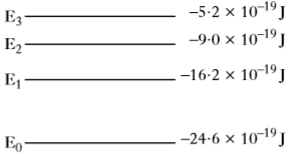 E₃ −5·2 × 10⁻¹⁹ J
E₂ −9·0 × 10⁻¹⁹ J
E₁ −16·2 × 10⁻¹⁹ J
E₀ −24·6 × 10⁻¹⁹ J